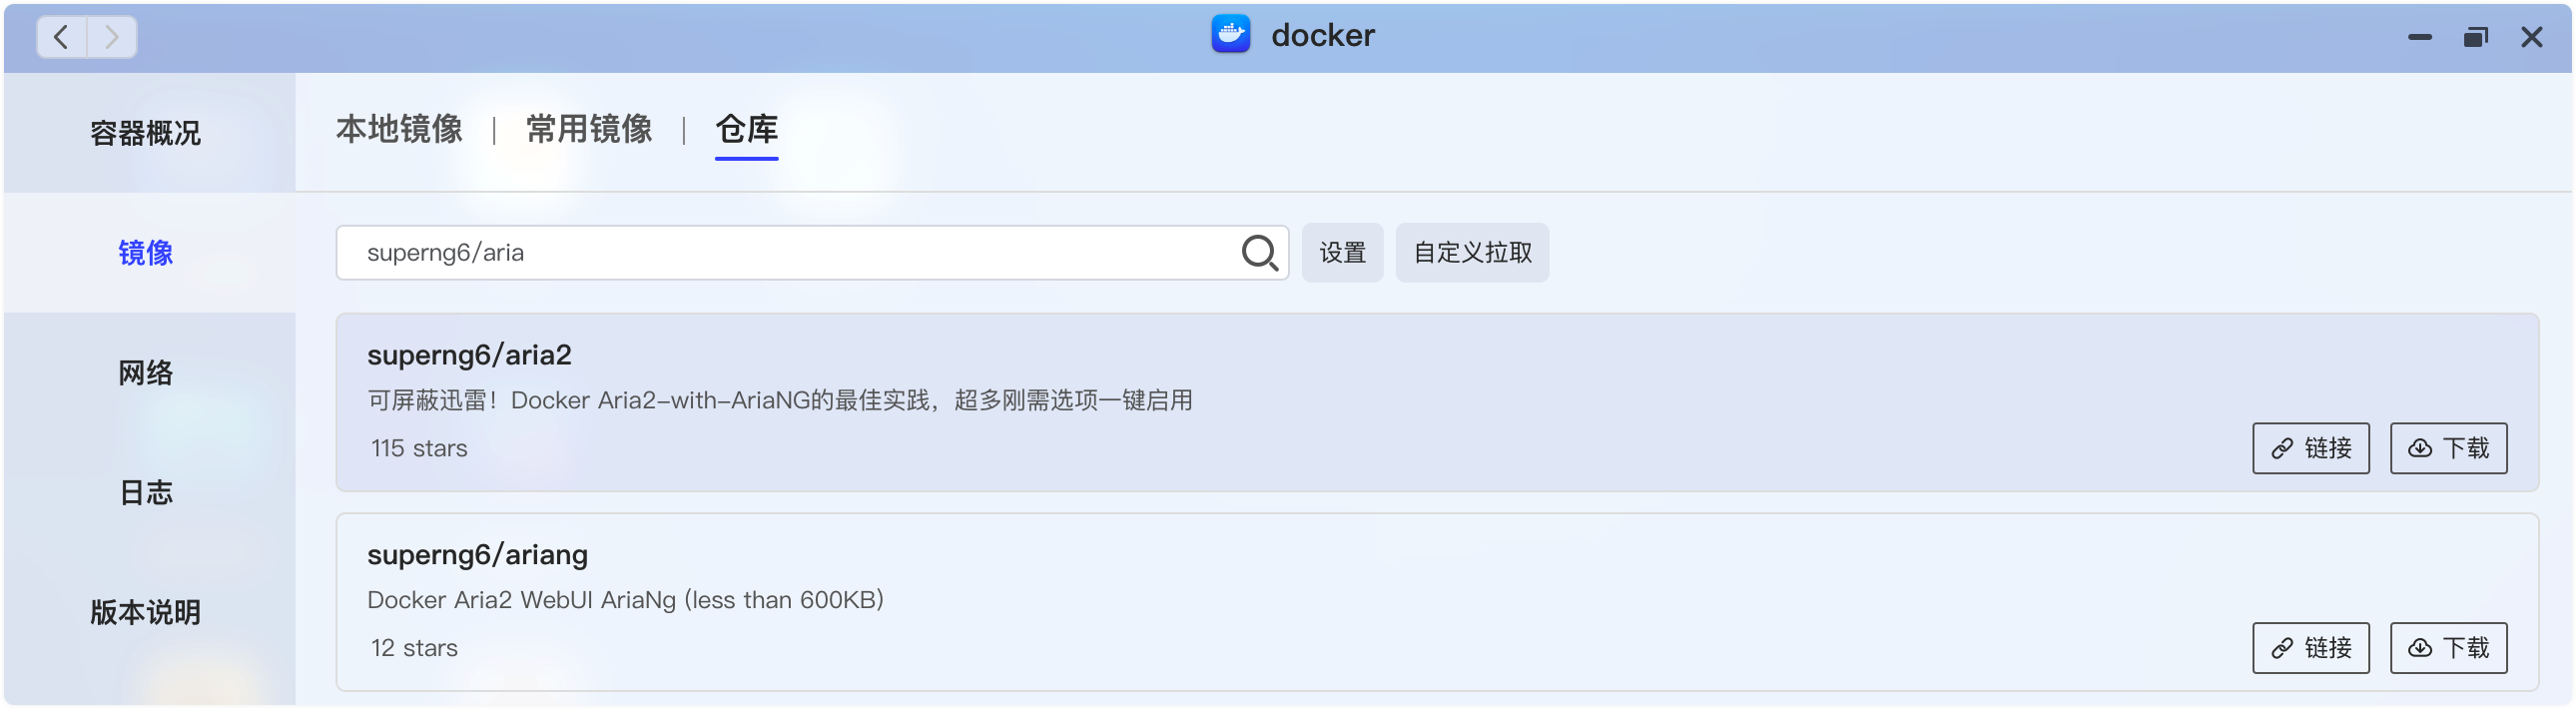 docker
容器概况
镜像
网络
日志
版本说明
本地镜像 | 常用镜像 | 仓库
superng6/aria 设置 自定义拉取
superng6/aria2
可屏蔽迅雷！Docker Aria2-with-AriaNG的最佳实践，超多刚需选项一键启用
115 stars
链接 下载
superng6/ariang
Docker Aria2 WebUI AriaNg (less than 600KB)
12 stars
链接 下载